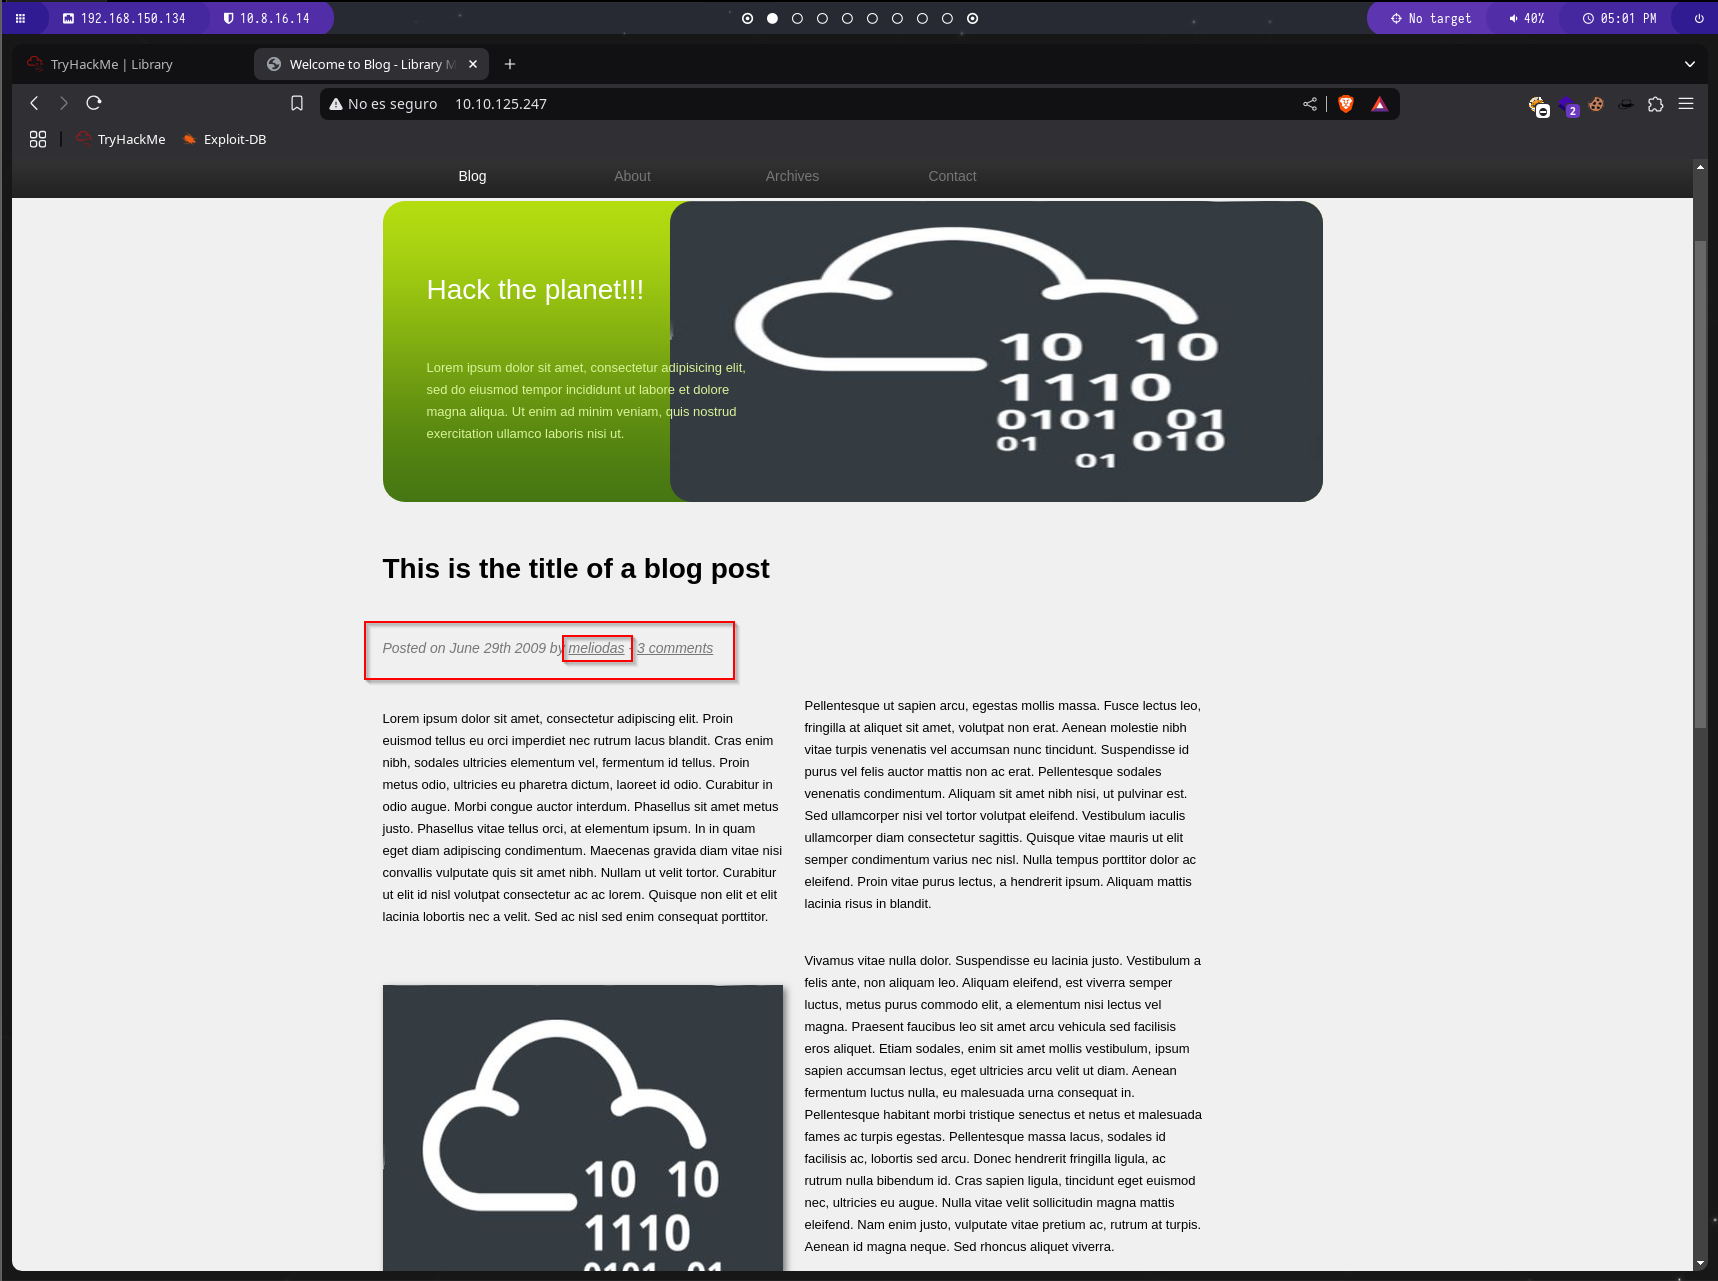 192.168.150.134 10.8.16.14 No target 40% 05:01 PM
TryHackMe | Library Welcome to Blog - Library M
No es seguro 10.10.125.247 2
TryHackMe Exploit-DB
Blog About Archives Contact
Hack the planet!!!
Lorem ipsum dolor sit amet, consectetur adipisicing elit,
sed do eiusmod tempor incididunt ut labore et dolore
magna aliqua. Ut enim ad minim veniam, quis nostrud
exercitation ullamco laboris nisi ut.
10 10
1110
0101 01
01 010
01
This is the title of a blog post
Posted on June 29th 2009 by meliodas - 3 comments
Lorem ipsum dolor sit amet, consectetur adipiscing elit. Proin
euismod tellus eu orci imperdiet nec rutrum lacus blandit. Cras enim
nibh, sodales ultricies elementum vel, fermentum id tellus. Proin
metus odio, ultricies eu pharetra dictum, laoreet id odio. Curabitur in
odio augue. Morbi congue auctor interdum. Phasellus sit amet metus
justo. Phasellus vitae tellus orci, at elementum ipsum. In in quam
eget diam adipiscing condimentum. Maecenas gravida diam vitae nisi
convallis vulputate quis sit amet nibh. Nullam ut velit tortor. Curabitur
ut elit id nisl volutpat consectetur ac ac lorem. Quisque non elit et elit
lacinia lobortis nec a velit. Sed ac nisl sed enim consequat porttitor.
10 10
1110
0101 01
Pellentesque ut sapien arcu, egestas mollis massa. Fusce lectus leo,
fringilla at aliquet sit amet, volutpat non erat. Aenean molestie nibh
vitae turpis venenatis vel accumsan nunc tincidunt. Suspendisse id
purus vel felis auctor mattis non ac erat. Pellentesque sodales
venenatis condimentum. Aliquam sit amet nibh nisi, ut pulvinar est.
Sed ullamcorper nisi vel tortor volutpat eleifend. Vestibulum iaculis
ullamcorper diam consectetur sagittis. Quisque vitae mauris ut elit
semper condimentum varius nec nisl. Nulla tempus porttitor dolor ac
eleifend. Proin vitae purus lectus, a hendrerit ipsum. Aliquam mattis
lacinia risus in blandit.
Vivamus vitae nulla dolor. Suspendisse eu lacinia justo. Vestibulum a
felis ante, non aliquam leo. Aliquam eleifend, est viverra semper
luctus, metus purus commodo elit, a elementum nisi lectus vel
magna. Praesent faucibus leo sit amet arcu vehicula sed facilisis
eros aliquet. Etiam sodales, enim sit amet mollis vestibulum, ipsum
sapien accumsan lectus, eget ultricies arcu velit ut diam. Aenean
fermentum luctus nulla, eu malesuada urna consequat in.
Pellentesque habitant morbi tristique senectus et netus et malesuada
fames ac turpis egestas. Pellentesque massa lacus, sodales id
facilisis ac, lobortis sed arcu. Donec hendrerit fringilla ligula, ac
rutrum nulla bibendum id. Cras sapien ligula, tincidunt eget euismod
nec, ultricies eu augue. Nulla vitae velit sollicitudin magna mattis
eleifend. Nam enim justo, vulputate vitae pretium ac, rutrum at turpis.
Aenean id magna neque. Sed rhoncus aliquet viverra.